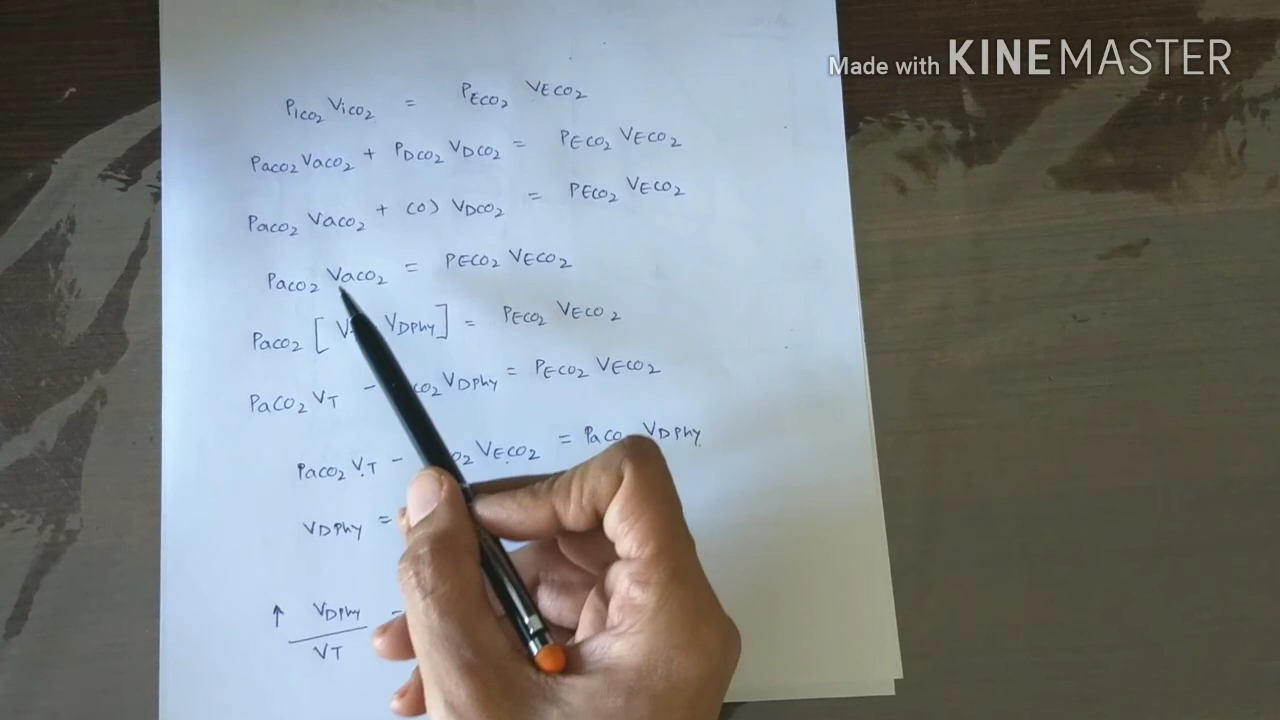 Made with KINEMASTER
PICO2 VICO2 = PECO2 VECO2
PaCO2 VaCO2 + PDCO2 VDCO2 = PECO2 VECO2
PaCO2 VaCO2 + (0) VDCO2 = PECO2 VECO2
PaCO2 VaCO2 = PECO2 VECO2
PaCO2 [ VDPhy ] = PECO2 VECO2
PaCO2 VT - CO2 VDPhy = PECO2 VECO2
PaCO2 VT - O2 VECO2 = PaCO VDPhy
VDPhy =
↑ VDPhy -
VT